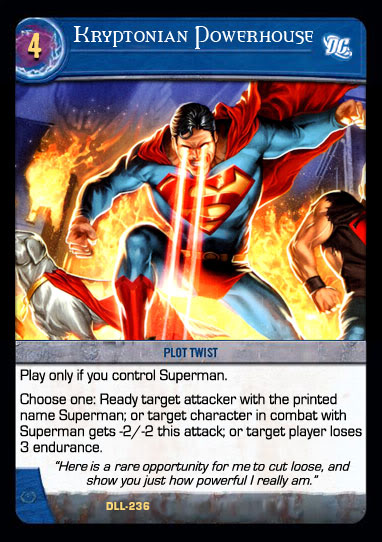 4
Kryptonian Powerhouse
DC
PLOT TWIST
Play only if you control Superman.
Choose one: Ready target attacker with the printed
name Superman; or target character in combat with
Superman gets -2/-2 this attack; or target player loses
3 endurance.
"Here is a rare opportunity for me to cut loose, and
show you just how powerful I really am."
DLL-236